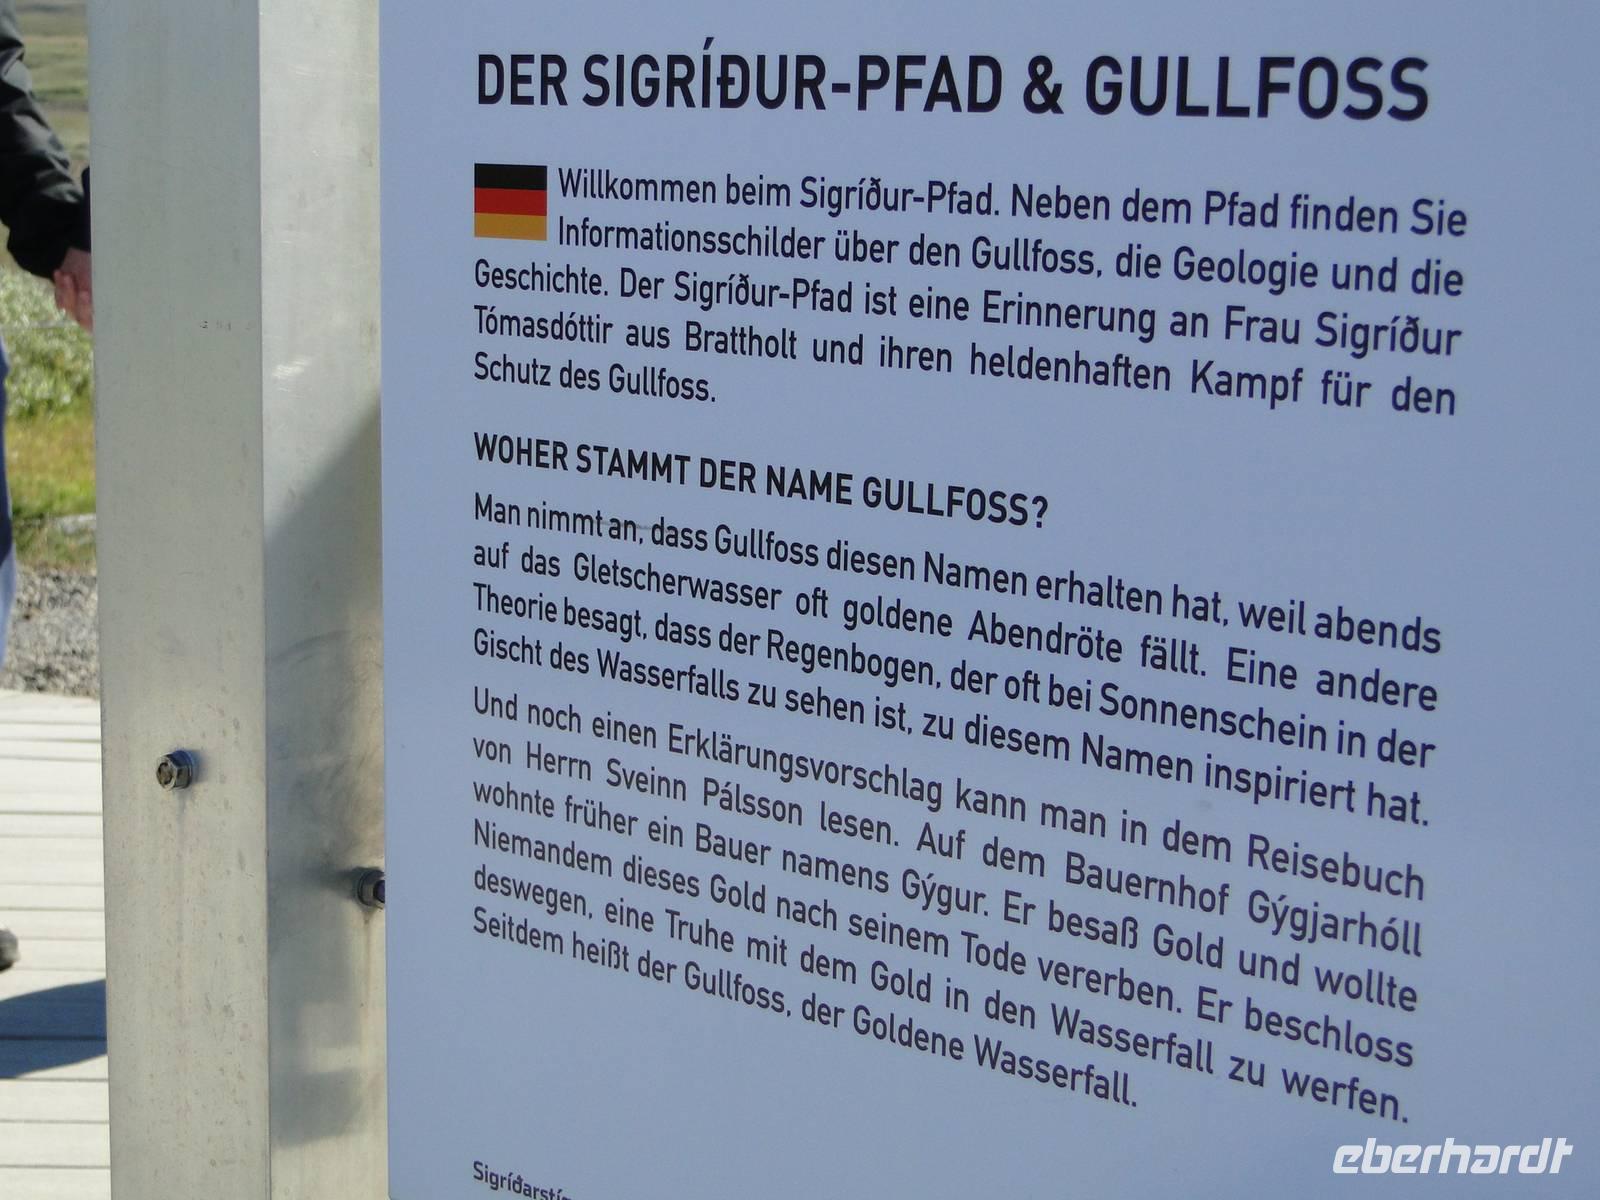 DER SIGRÍÐUR-PFAD & GULLFOSS
Willkommen beim Sigríður-Pfad. Neben dem Pfad finden Sie
Informationsschilder über den Gullfoss, die Geologie und die
Geschichte. Der Sigríður-Pfad ist eine Erinnerung an Frau Sigríður
Tómasdóttir aus Brattholt und ihren heldenhaften Kampf für den
Schutz des Gullfoss.
WOHER STAMMT DER NAME GULLFOSS?
Man nimmt an, dass Gullfoss diesen Namen erhalten hat, weil abends
auf das Gletscherwasser oft goldene Abendröte fällt. Eine andere
Theorie besagt, dass der Regenbogen, der oft bei Sonnenschein in der
Gischt des Wasserfalls zu sehen ist, zu diesem Namen inspiriert hat.
Und noch einen Erklärungsvorschlag kann man in dem Reisebuch
von Herrn Sveinn Pálsson lesen. Auf dem Bauernhof Gýgjarhóll
wohnte früher ein Bauer namens Gýgur. Er besaß Gold und wollte
Niemandem dieses Gold nach seinem Tode vererben. Er beschloss
deswegen, eine Truhe mit dem Gold in den Wasserfall zu werfen.
Seitdem heißt der Gullfoss, der Goldene Wasserfall.
eberhardt